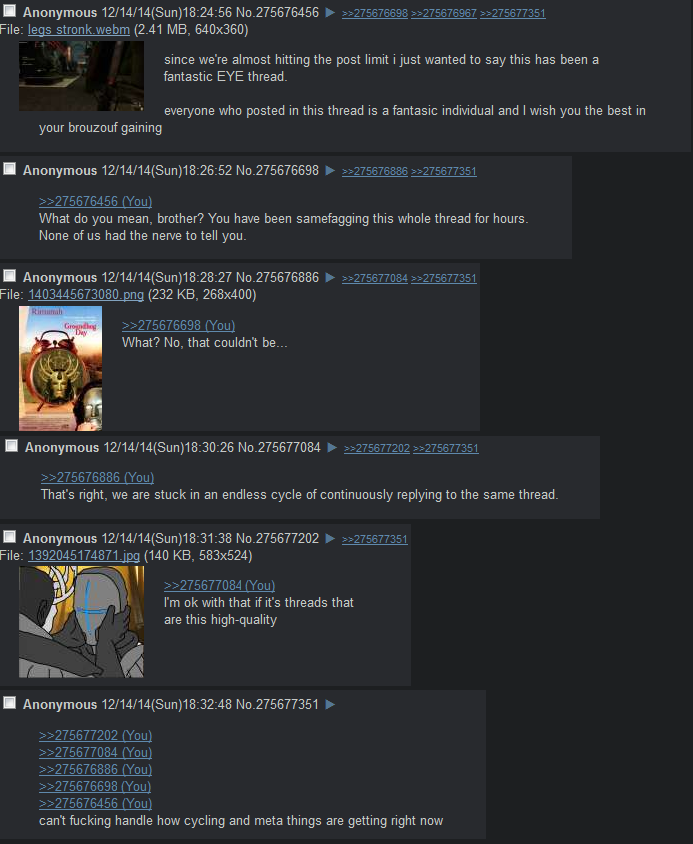 Anonymous 12/14/14(Sun)18:24:56 No.275676456 ▶ >>275676698 >>275676967 >>275677351
File: legs stronk.webm (2.41 MB, 640x360)
since we're almost hitting the post limit i just wanted to say this has been a
fantastic EYE thread.
everyone who posted in this thread is a fantasic individual and I wish you the best in
your brouzouf gaining
Anonymous 12/14/14(Sun)18:26:52 No.275676698 ▶ >>275676886 >>275677351
>>275676456 (You)
What do you mean, brother? You have been samefagging this whole thread for hours.
None of us had the nerve to tell you.
Anonymous 12/14/14(Sun)18:28:27 No.275676886 ▶ >>275677084 >>275677351
File: 1403445673080.png (232 KB, 268x400)
Rimanah
Groundhog
Day
>>275676698 (You)
What? No, that couldn't be...
Anonymous 12/14/14(Sun)18:30:26 No.275677084 ▶ >>275677202 >>275677351
>>275676886 (You)
That's right, we are stuck in an endless cycle of continuously replying to the same thread.
Anonymous 12/14/14(Sun)18:31:38 No.275677202 ▶ >>275677351
File: 1392045174871.jpg (140 KB, 583x524)
>>275677084 (You)
I'm ok with that if it's threads that
are this high-quality
Anonymous 12/14/14(Sun)18:32:48 No.275677351 ▶
>>275677202 (You)
>>275677084 (You)
>>275676886 (You)
>>275676698 (You)
>>275676456 (You)
can't fucking handle how cycling and meta things are getting right now